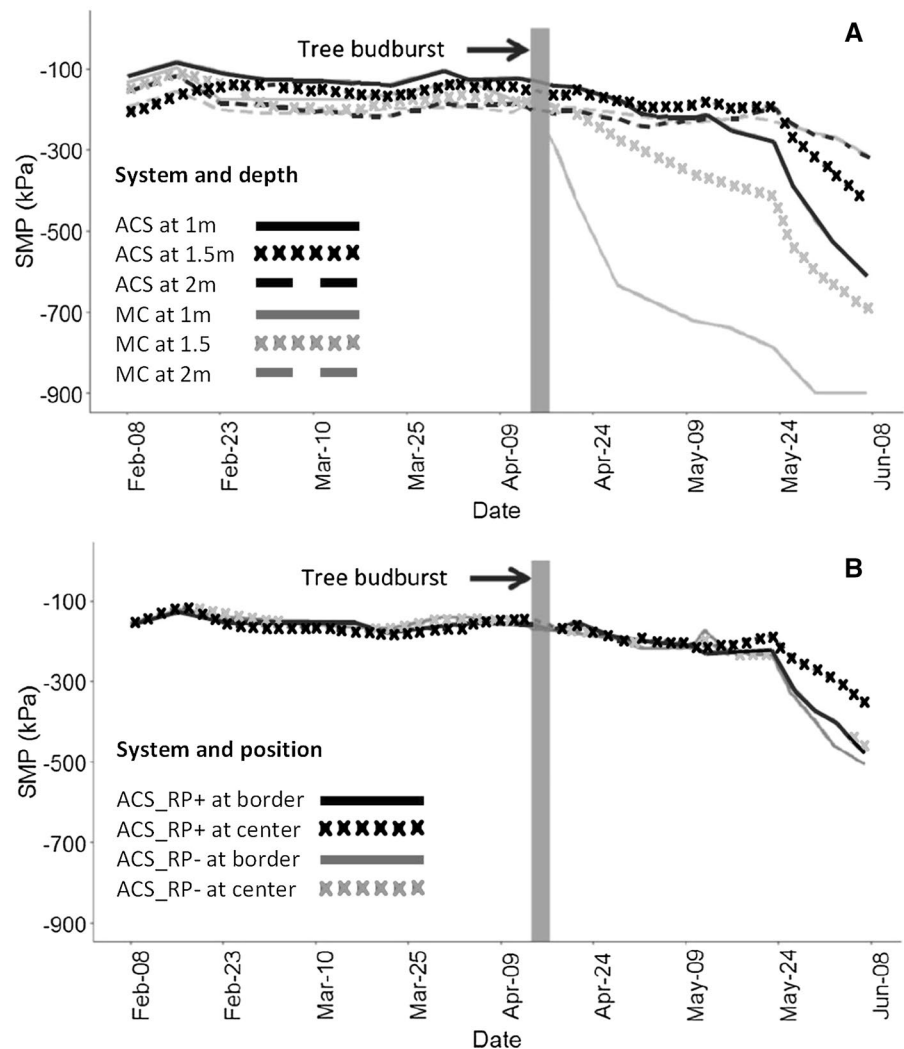 A
Tree budburst
-100
-300
-500
-700
-900
SMP (kPa)
System and depth
ACS at 1m
ACS at 1.5m
ACS at 2m
MC at 1m
MC at 1.5
MC at 2m
Feb-08
Feb-23
Mar-10
Mar-25
Apr-09
Apr-24
May-09
May-24
Jun-08
Date
B
Tree budburst
-100
-300
-500
-700
-900
SMP (kPa)
System and position
ACS_RP+ at border
ACS_RP+ at center
ACS_RP- at border
ACS_RP- at center
Feb-08
Feb-23
Mar-10
Mar-25
Apr-09
Apr-24
May-09
May-24
Jun-08
Date